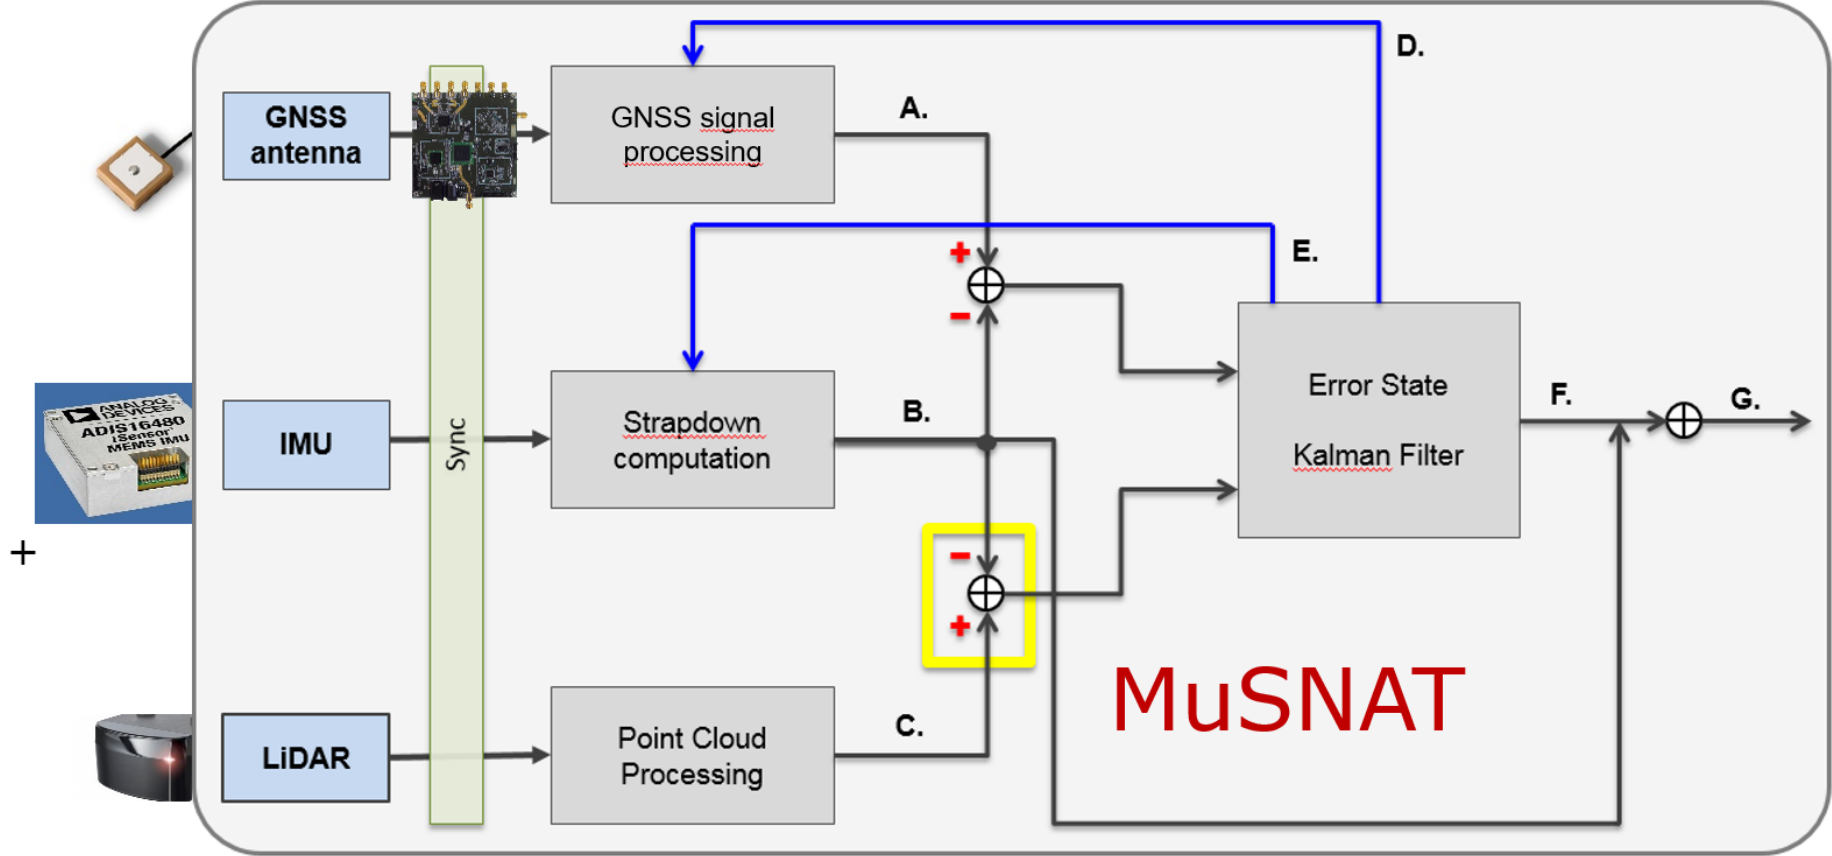 D.
GNSS
antenna
GNSS signal
processing
A.
+
E.
−
ANALOG
DEVICES
ADIS16480
iSensor
MEMS IMU
IMU
Sync
Strapdown
computation
B.
Error State
Kalman Filter
F.
G.
+
−
+
MuSNAT
LiDAR
Point Cloud
Processing
C.